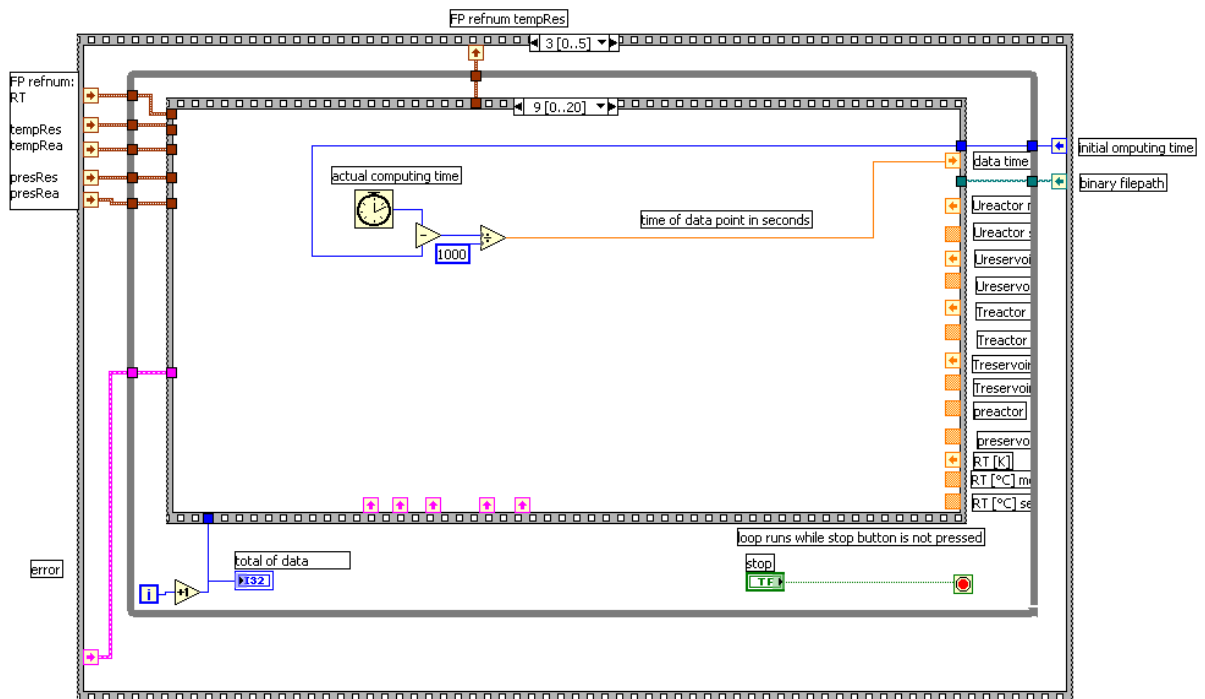 FP refnum tempRes
3 [0..5]
FP refnum:
RT
tempRes
tempRea
presRes
presRea
9 [0..20]
initial omputing time
data time
actual computing time
binary filepath
Ureactor
time of data point in seconds
Ureactor
1000
Ureservoi
Ureservo
Treactor
Treactor
Treservoir
Treservoir
preactor
preservo
RT [K]
RT [°C] m
RT [°C] se
loop runs while stop button is not pressed
total of data
stop
error
I32
TF
i
+1